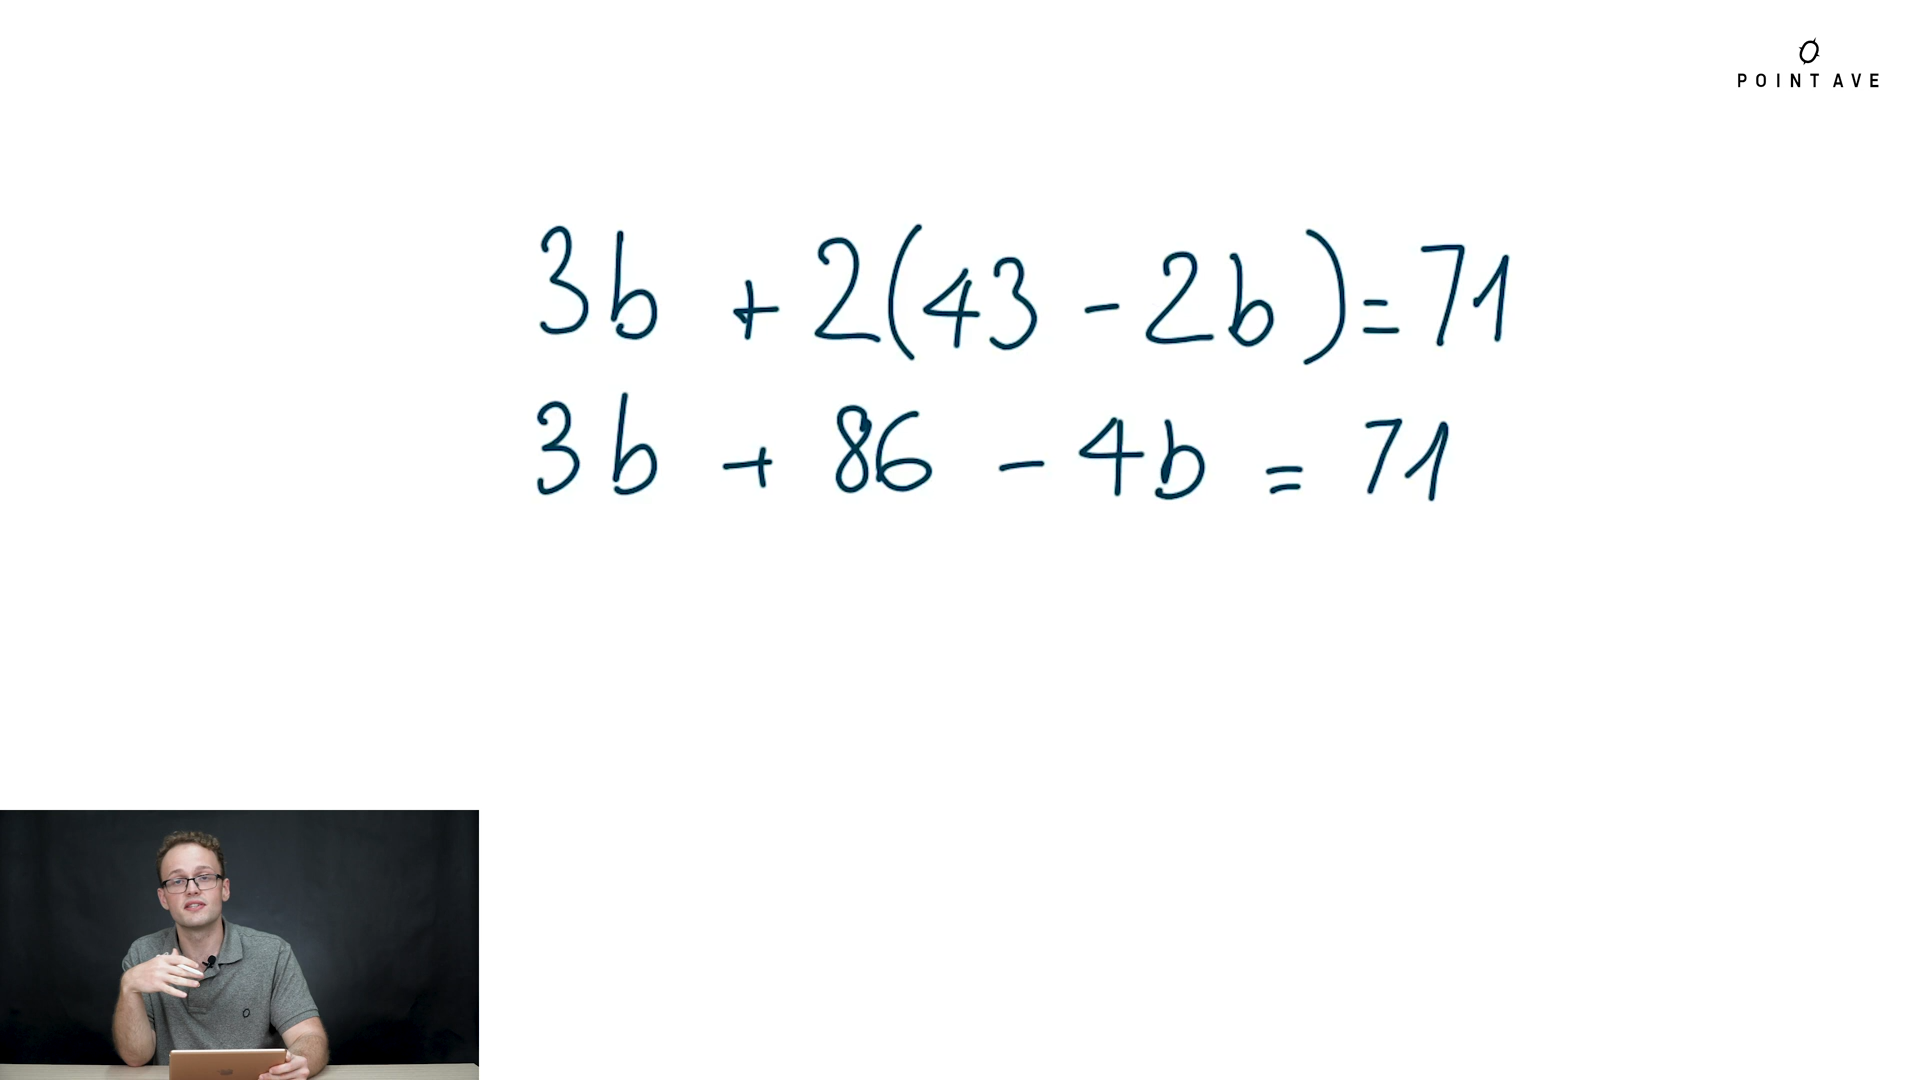 POINT AVE
3b + 2(43 - 2b) = 71
3b + 86 - 4b = 71